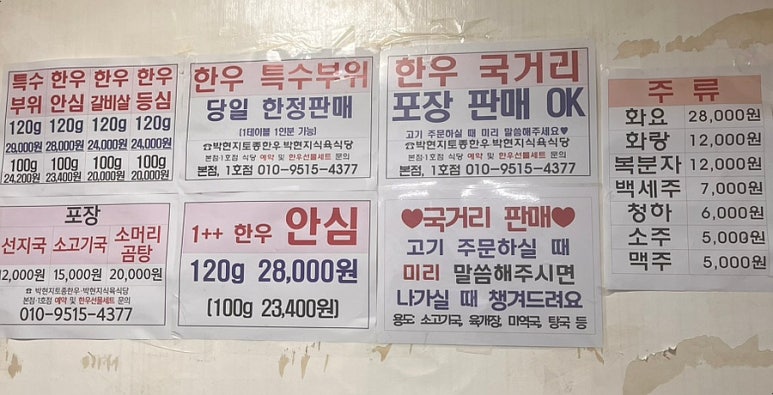 특수 한우 한우 한우
부위 안심 갈비살 등심
120g 120g 120g 120g
29,000원 28,000원 24,000원 24,000원
100g 100g 100g 100g
24,200원 23,400원 20,000원 20,000원
한우 특수부위
당일 한정판매
(1테이블 1인분 가능)
☎박현지토종한우·박현지식육식당
본점·1호점 식당 예약 및 한우선물세트 문의
본점, 1호점 010-9515-4377
한우 국거리
포장 판매 OK
고기 주문하실 때 미리 말씀해주세요♥
☎박현지토종한우·박현지식육식당
본점·1호점 식당 예약 및 한우선물세트 문의
본점, 1호점 010-9515-4377
주 류
화요 28,000원
화랑 12,000원
복분자 12,000원
백세주 7,000원
청하 6,000원
소주 5,000원
맥주 5,000원
포장
선지국 소고기국 소머리곰탕
12,000원 15,000원 20,000원
☎ 박현지토종한우·박현지식육식당
본점·1호점 예약 및 한우선물세트 문의
010-9515-4377
1++ 한우 안심
120g 28,000원
(100g 23,400원)
♥국거리 판매♥
고기 주문하실 때
미리 말씀해주시면
나가실 때 챙겨드려요
용도 소고기국, 육개장, 미역국, 탕국 등